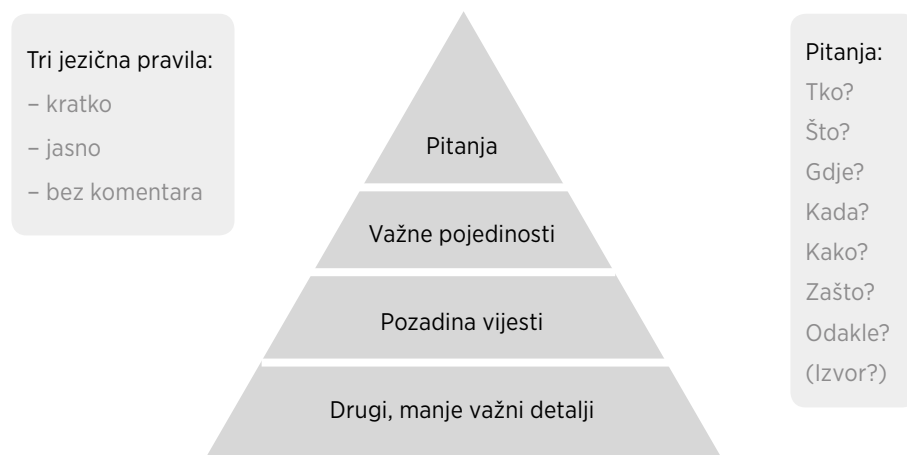 Tri jezična pravila:
– kratko
– jasno
– bez komentara
Pitanja
Važne pojedinosti
Pozadina vijesti
Drugi, manje važni detalji
Pitanja:
Tko?
Što?
Gdje?
Kada?
Kako?
Zašto?
Odakle?
(Izvor?)